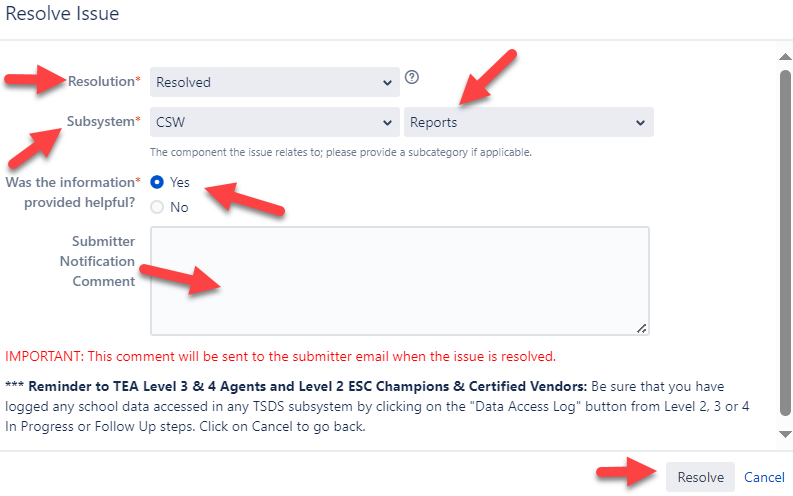 Resolve Issue
Resolution* Resolved ?
Subsystem* CSW Reports
The component the issue relates to; please provide a subcategory if applicable.
Was the information* Yes
provided helpful? No
Submitter
Notification
Comment
IMPORTANT: This comment will be sent to the submitter email when the issue is resolved.
*** Reminder to TEA Level 3 & 4 Agents and Level 2 ESC Champions & Certified Vendors: Be sure that you have
logged any school data accessed in any TSDS subsystem by clicking on the "Data Access Log" button from Level 2, 3 or 4
In Progress or Follow Up steps. Click on Cancel to go back.
Resolve Cancel